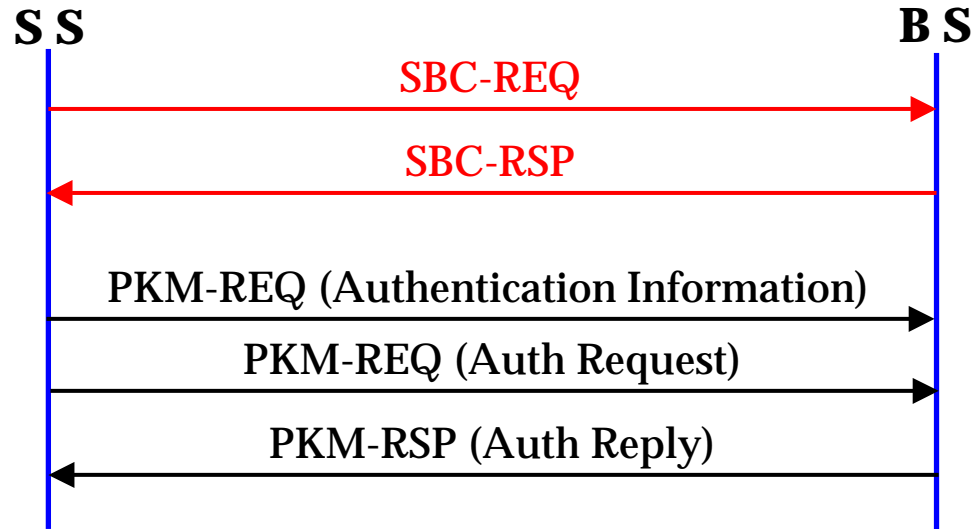 S S B S
SBC-REQ
SBC-RSP
PKM-REQ (Authentication Information)
PKM-REQ (Auth Request)
PKM-RSP (Auth Reply)